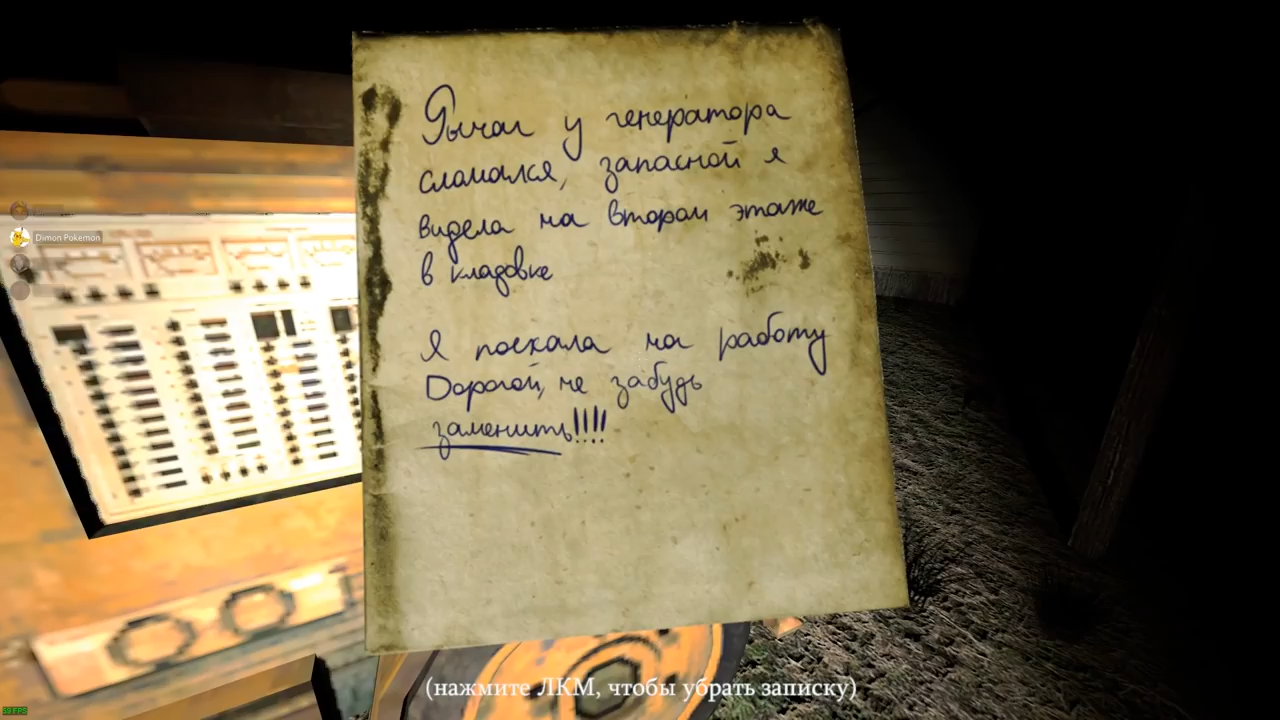 Рычаг у генератора
сломался, запасной я
видела на втором этаже
в кладовке
Я поехала на работу
Дорогой, не забудь
заменить!!!!
Dimon Pokemon
(нажмите ЛКМ, чтобы убрать записку)